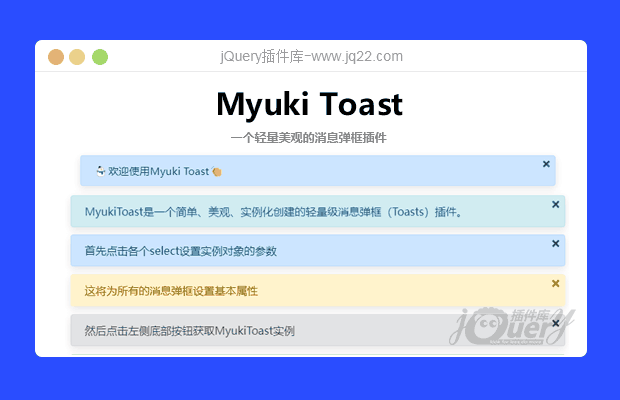 jQuery插件库-www.jq22.com
Myuki Toast
一个轻量美观的消息弹框插件
欢迎使用Myuki Toast
MyukiToast是一个简单、美观、实例化创建的轻量级消息弹框（Toasts）插件。
首先点击各个select设置实例对象的参数
这将为所有的消息弹框设置基本属性
然后点击左侧底部按钮获取MyukiToast实例
jQuery 插件库